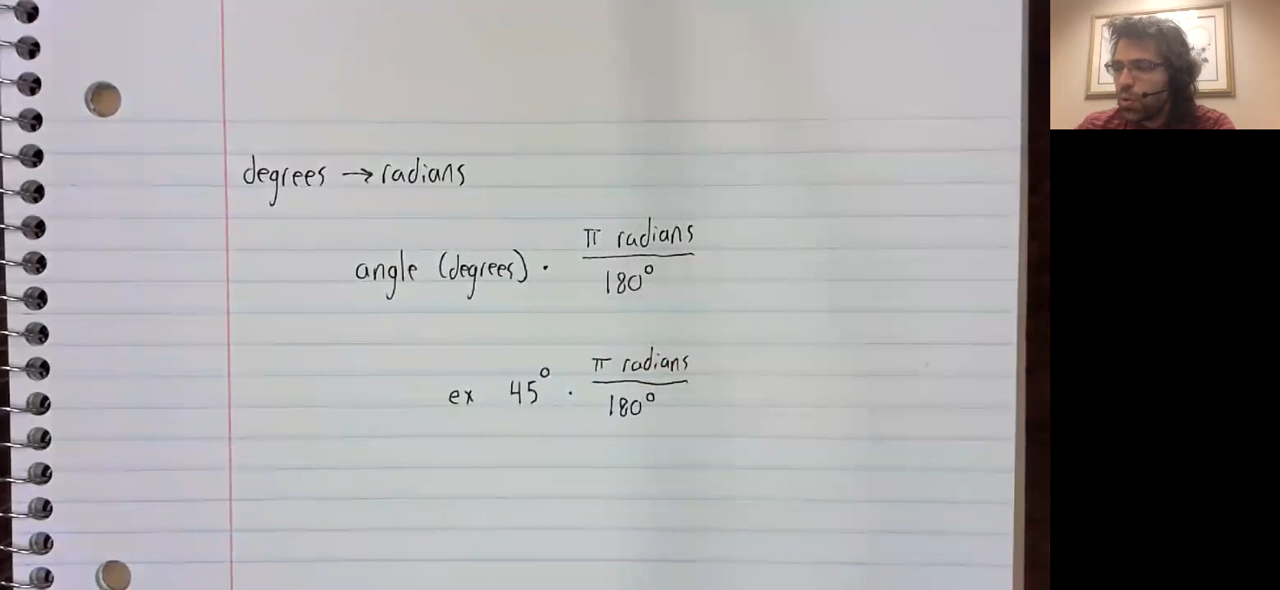 degrees → radians
angle (degrees) · π radians / 180°
ex 45° · π radians / 180°